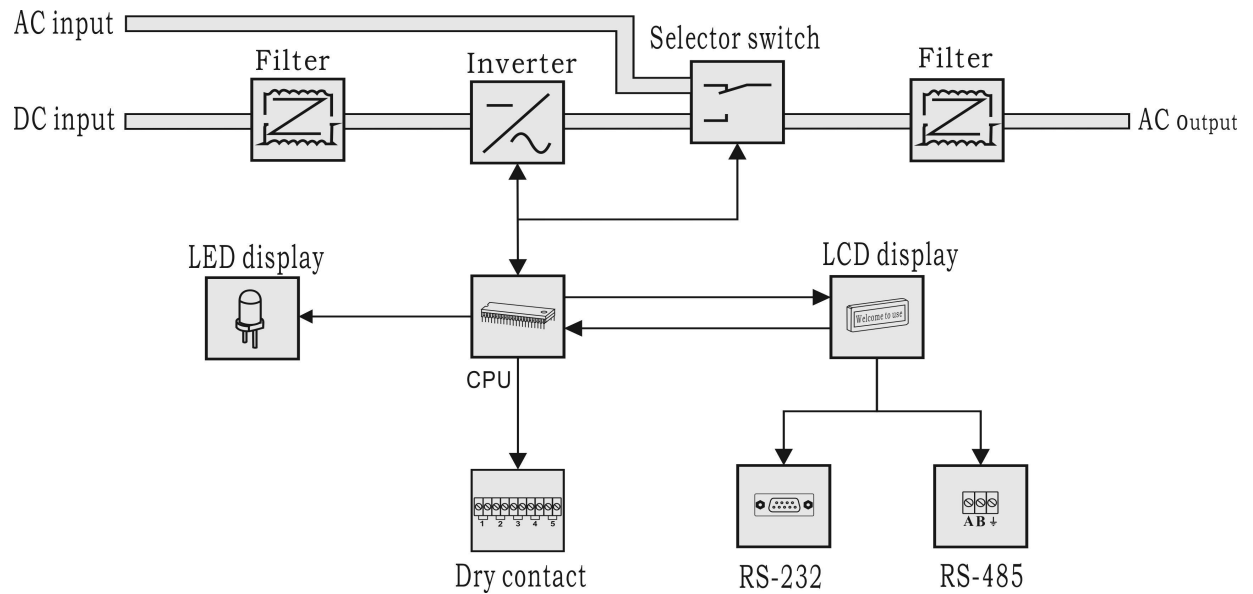 AC input
Selector switch
Filter
Inverter
Filter
DC input
AC output
LED display
LCD display
Welcome to use
CPU
1 2 3 4 5
A B
Dry contact
RS-232
RS-485